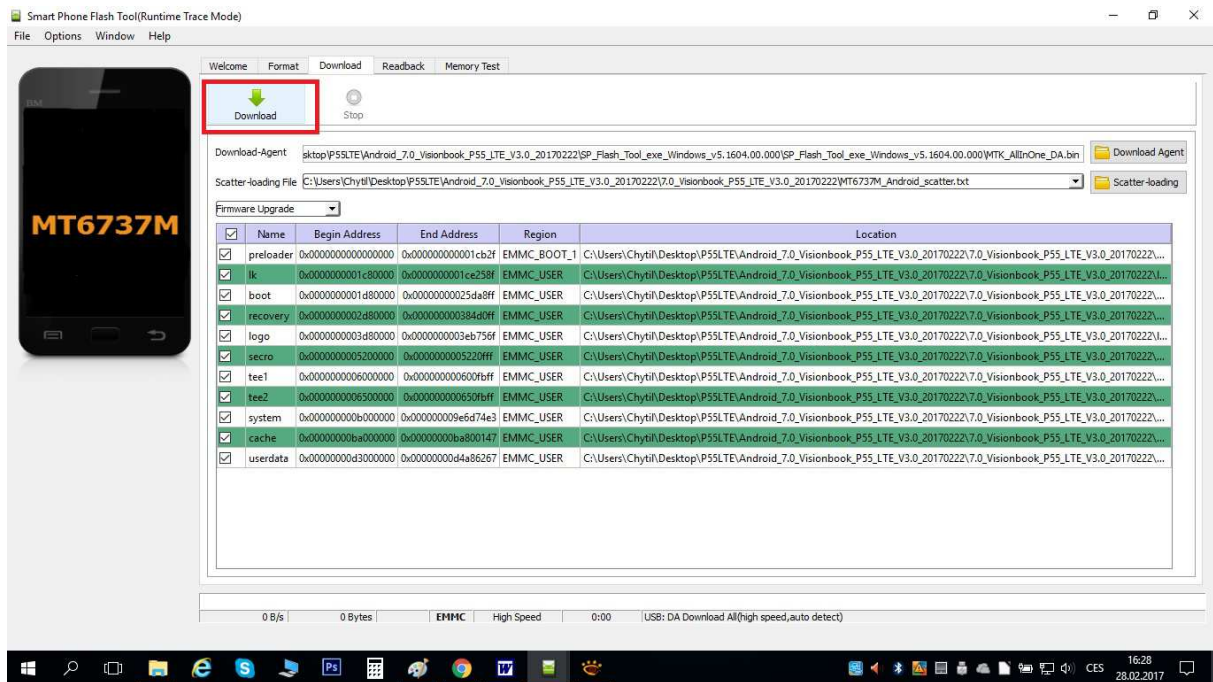 Smart Phone Flash Tool(Runtime Trace Mode)
File Options Window Help
Welcome Format Download Readback Memory Test
BM
Download Stop
Download-Agent sktop\P55LTE\Android_7.0_Visionbook_P55_LTE_V3.0_20170222\SP_Flash_Tool_exe_Windows_v5.1604.00.000\SP_Flash_Tool_exe_Windows_v5.1604.00.000\MTK_AllInOne_DA.bin Download Agent
Scatter-loading File C:\Users\Chytil\Desktop\P55LTE\Android_7.0_Visionbook_P55_LTE_V3.0_20170222\7.0_Visionbook_P55_LTE_V3.0_20170222\MT6737M_Android_scatter.txt Scatter-loading
Firmware Upgrade
MT6737M
Name Begin Address End Address Region Location
preloader 0x0000000000000000 0x000000000001cb2f EMMC_BOOT_1 C:\Users\Chytil\Desktop\P55LTE\Android_7.0_Visionbook_P55_LTE_V3.0_20170222\7.0_Visionbook_P55_LTE_V3.0_20170222\...
lk 0x0000000001c80000 0x0000000001ce258f EMMC_USER C:\Users\Chytil\Desktop\P55LTE\Android_7.0_Visionbook_P55_LTE_V3.0_20170222\7.0_Visionbook_P55_LTE_V3.0_20170222\l...
boot 0x0000000001d80000 0x00000000025da8ff EMMC_USER C:\Users\Chytil\Desktop\P55LTE\Android_7.0_Visionbook_P55_LTE_V3.0_20170222\7.0_Visionbook_P55_LTE_V3.0_20170222\...
recovery 0x0000000002d80000 0x000000000384d0ff EMMC_USER C:\Users\Chytil\Desktop\P55LTE\Android_7.0_Visionbook_P55_LTE_V3.0_20170222\7.0_Visionbook_P55_LTE_V3.0_20170222\...
logo 0x0000000003d80000 0x0000000003eb756f EMMC_USER C:\Users\Chytil\Desktop\P55LTE\Android_7.0_Visionbook_P55_LTE_V3.0_20170222\7.0_Visionbook_P55_LTE_V3.0_20170222\l...
secro 0x0000000005200000 0x0000000005220fff EMMC_USER C:\Users\Chytil\Desktop\P55LTE\Android_7.0_Visionbook_P55_LTE_V3.0_20170222\7.0_Visionbook_P55_LTE_V3.0_20170222\...
tee1 0x0000000006000000 0x000000000600fbff EMMC_USER C:\Users\Chytil\Desktop\P55LTE\Android_7.0_Visionbook_P55_LTE_V3.0_20170222\7.0_Visionbook_P55_LTE_V3.0_20170222\...
tee2 0x0000000006500000 0x000000000650fbff EMMC_USER C:\Users\Chytil\Desktop\P55LTE\Android_7.0_Visionbook_P55_LTE_V3.0_20170222\7.0_Visionbook_P55_LTE_V3.0_20170222\...
system 0x000000000b000000 0x000000009e6d74e3 EMMC_USER C:\Users\Chytil\Desktop\P55LTE\Android_7.0_Visionbook_P55_LTE_V3.0_20170222\7.0_Visionbook_P55_LTE_V3.0_20170222\...
cache 0x00000000ba000000 0x00000000ba800147 EMMC_USER C:\Users\Chytil\Desktop\P55LTE\Android_7.0_Visionbook_P55_LTE_V3.0_20170222\7.0_Visionbook_P55_LTE_V3.0_20170222\...
userdata 0x00000000d3000000 0x00000000d4a86267 EMMC_USER C:\Users\Chytil\Desktop\P55LTE\Android_7.0_Visionbook_P55_LTE_V3.0_20170222\7.0_Visionbook_P55_LTE_V3.0_20170222\...
0 B/s 0 Bytes EMMC High Speed 0:00 USB: DA Download All(high speed,auto detect)
Ps
CES 16:28
28.02.2017